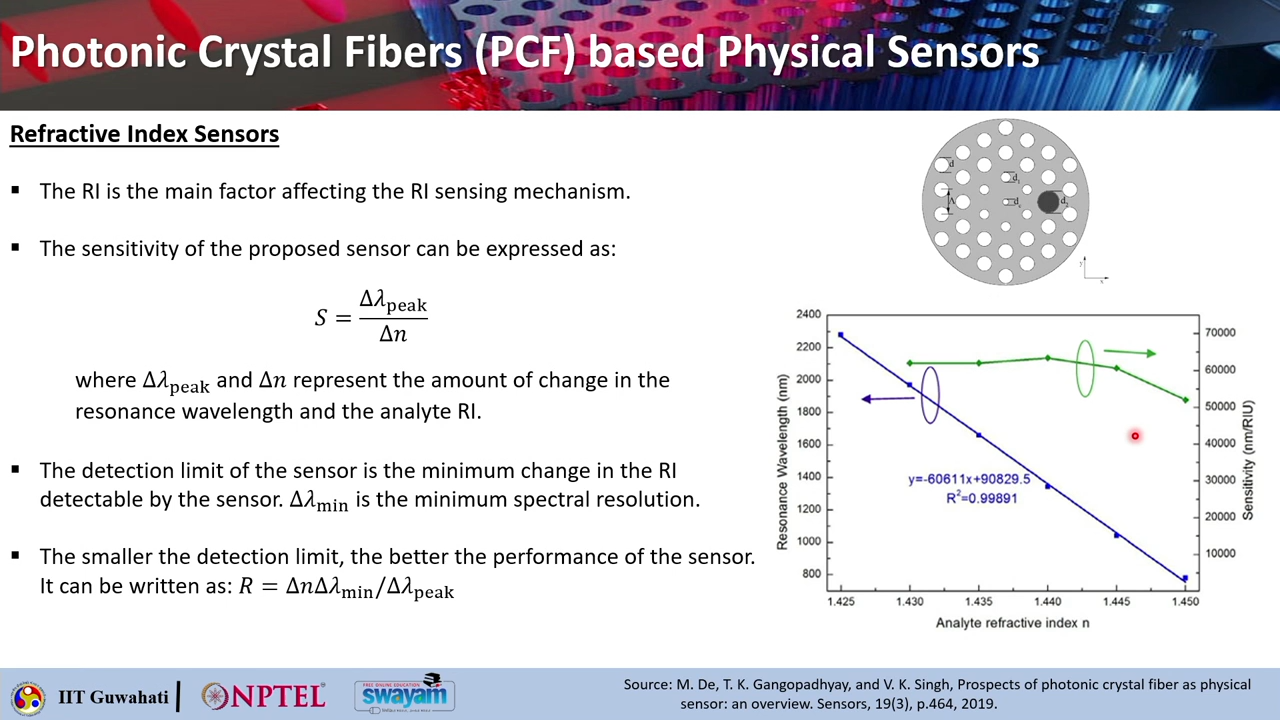 Photonic Crystal Fibers (PCF) based Physical Sensors
Refractive Index Sensors
▪ The RI is the main factor affecting the RI sensing mechanism.
▪ The sensitivity of the proposed sensor can be expressed as:
S = Δλpeak / Δn
where Δλpeak and Δn represent the amount of change in the
resonance wavelength and the analyte RI.
▪ The detection limit of the sensor is the minimum change in the RI
detectable by the sensor. Δλmin is the minimum spectral resolution.
▪ The smaller the detection limit, the better the performance of the sensor.
It can be written as: R = ΔnΔλmin/Δλpeak
d
d1
Λ
y
x
2400
2200
2000
1800
1600
1400
1200
1000
800
Resonance Wavelength (nm)
y=-60611x+90829.5
R²=0.99891
70000
60000
50000
40000
30000
20000
10000
Sensitivity (nm/RIU)
1.425 1.430 1.435 1.440 1.445 1.450
Analyte refractive index n
IIT Guwahati
NPTEL
FREE ONLINE EDUCATION
swayam
Source: M. De, T. K. Gangopadhyay, and V. K. Singh, Prospects of photonic crystal fiber as physical
sensor: an overview. Sensors, 19(3), p.464, 2019.